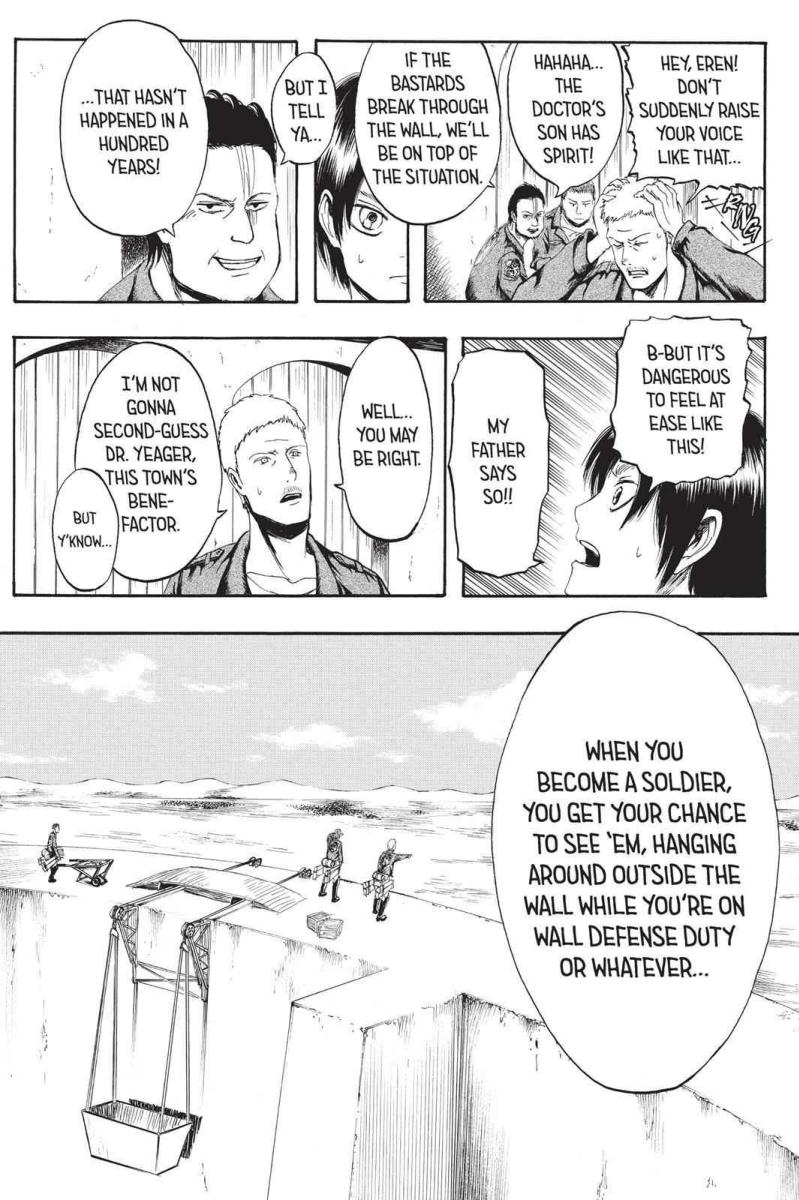 HEY, EREN!
DON'T
SUDDENLY RAISE
YOUR VOICE
LIKE THAT...
HAHAHA...
THE
DOCTOR'S
SON HAS
SPIRIT!
RRNG
IF THE
BASTARDS
BREAK THROUGH
THE WALL, WE'LL
BE ON TOP OF
THE SITUATION.
BUT I
TELL
YA...
...THAT HASN'T
HAPPENED IN A
HUNDRED
YEARS!
B-BUT IT'S
DANGEROUS
TO FEEL AT
EASE LIKE
THIS!
MY
FATHER
SAYS
SO!!
WELL...
YOU MAY
BE RIGHT.
I'M NOT
GONNA
SECOND-GUESS
DR. YEAGER,
THIS TOWN'S
BENE-
FACTOR.
BUT
Y'KNOW...
WHEN YOU
BECOME A SOLDIER,
YOU GET YOUR CHANCE
TO SEE 'EM, HANGING
AROUND OUTSIDE THE
WALL WHILE YOU'RE ON
WALL DEFENSE DUTY
OR WHATEVER...